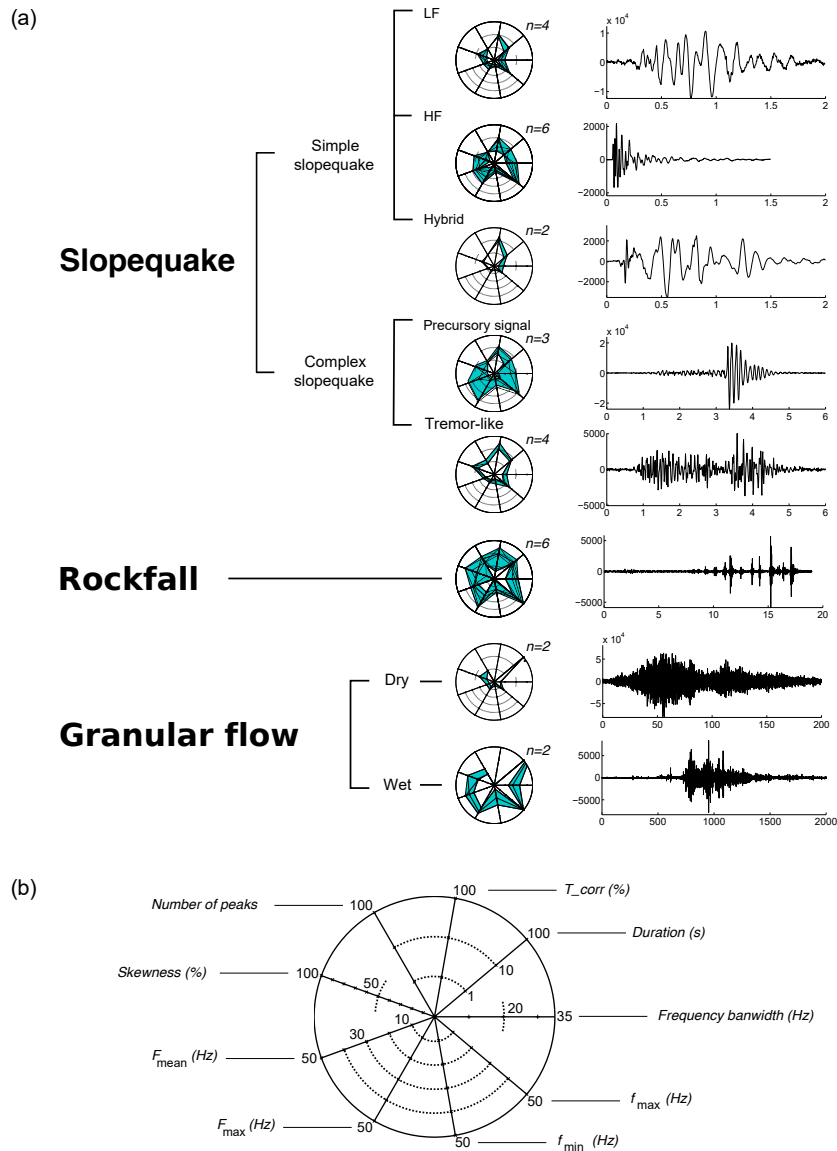 (a)
LF
n=4
x 10⁴
1
0
−1
0 0.5 1 1.5 2
HF
n=6
2000
0
−2000
0 0.5 1 1.5 2
Simple
slopequake
Hybrid
n=2
2000
0
−2000
0 0.5 1 1.5 2
Slopequake
Precursory signal
n=3
x 10⁴
2
0
−2
0 1 2 3 4 5 6
Complex
slopequake
Tremor-like
n=4
5000
0
−5000
0 1 2 3 4 5 6
Rockfall
n=6
5000
0
−5000
0 5 10 15 20
Granular flow
Dry
n=2
x 10⁴
5
0
−5
0 50 100 150 200
Wet
n=2
5000
0
−5000
0 500 1000 1500 2000
(b)
Number of peaks
100
100
T_corr (%)
100
Duration (s)
Skewness (%)
100
50
10
1
20
35
Frequency banwidth (Hz)
10
30
50
F_mean (Hz)
50
f_max (Hz)
50
F_max (Hz)
50
f_min (Hz)